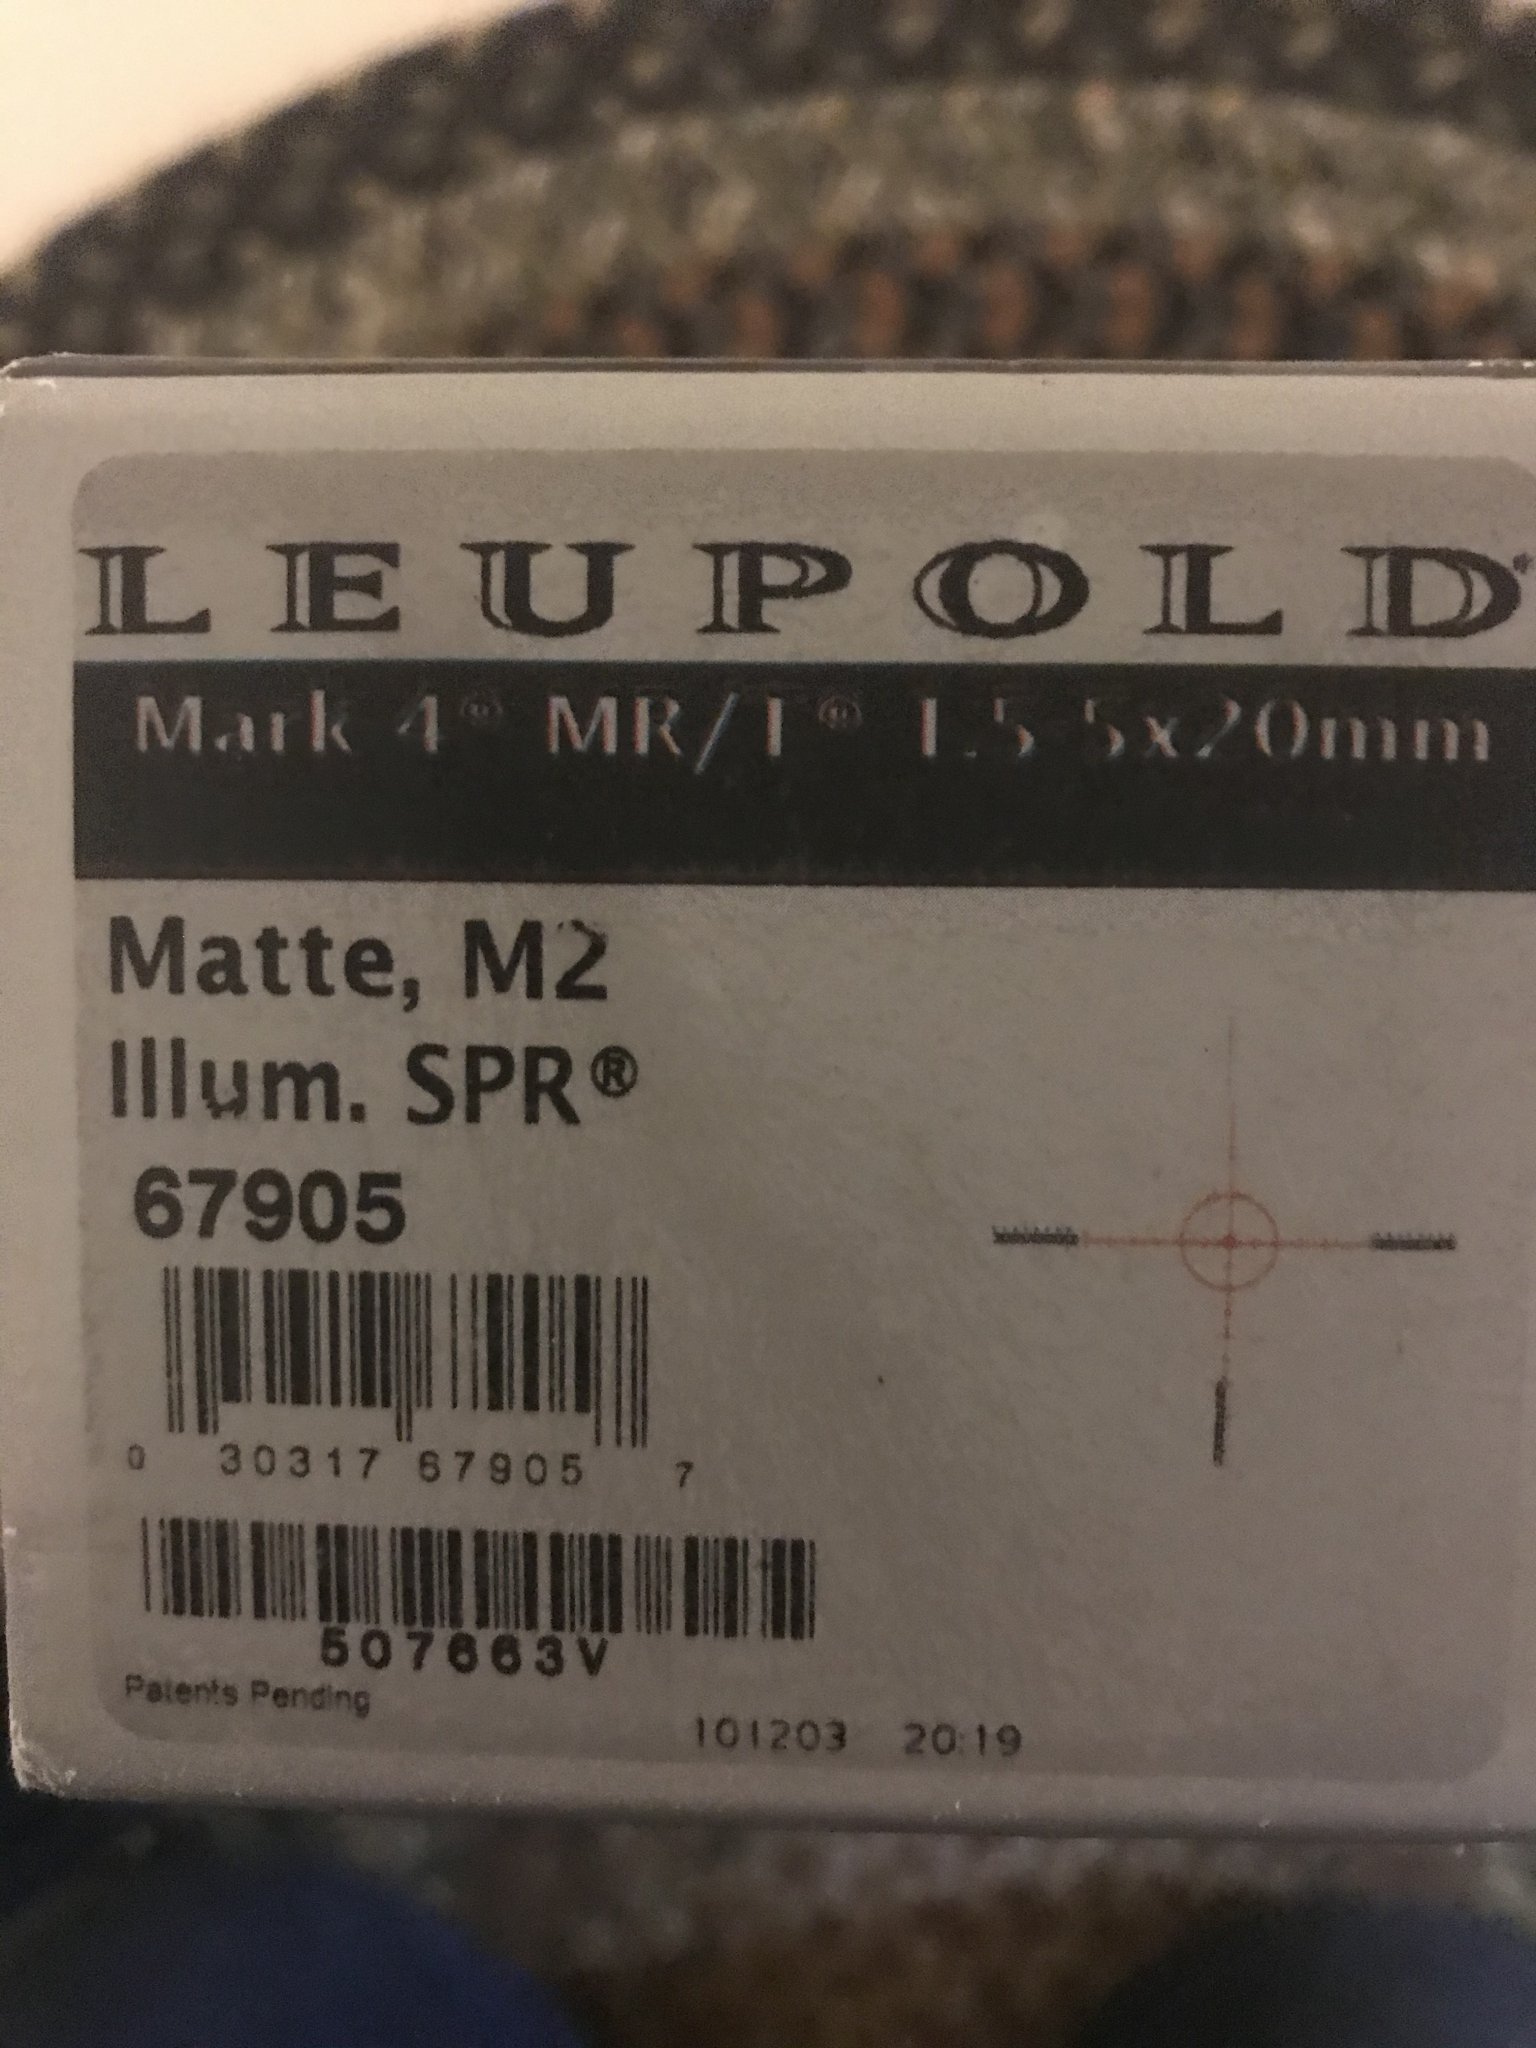 LEUPOLD®
Mark 4® MR/T® 1.5-5x20mm
Matte, M2
Illum. SPR®
67905
0 30317 67905 7
507663V
Patents Pending
101203 20:19